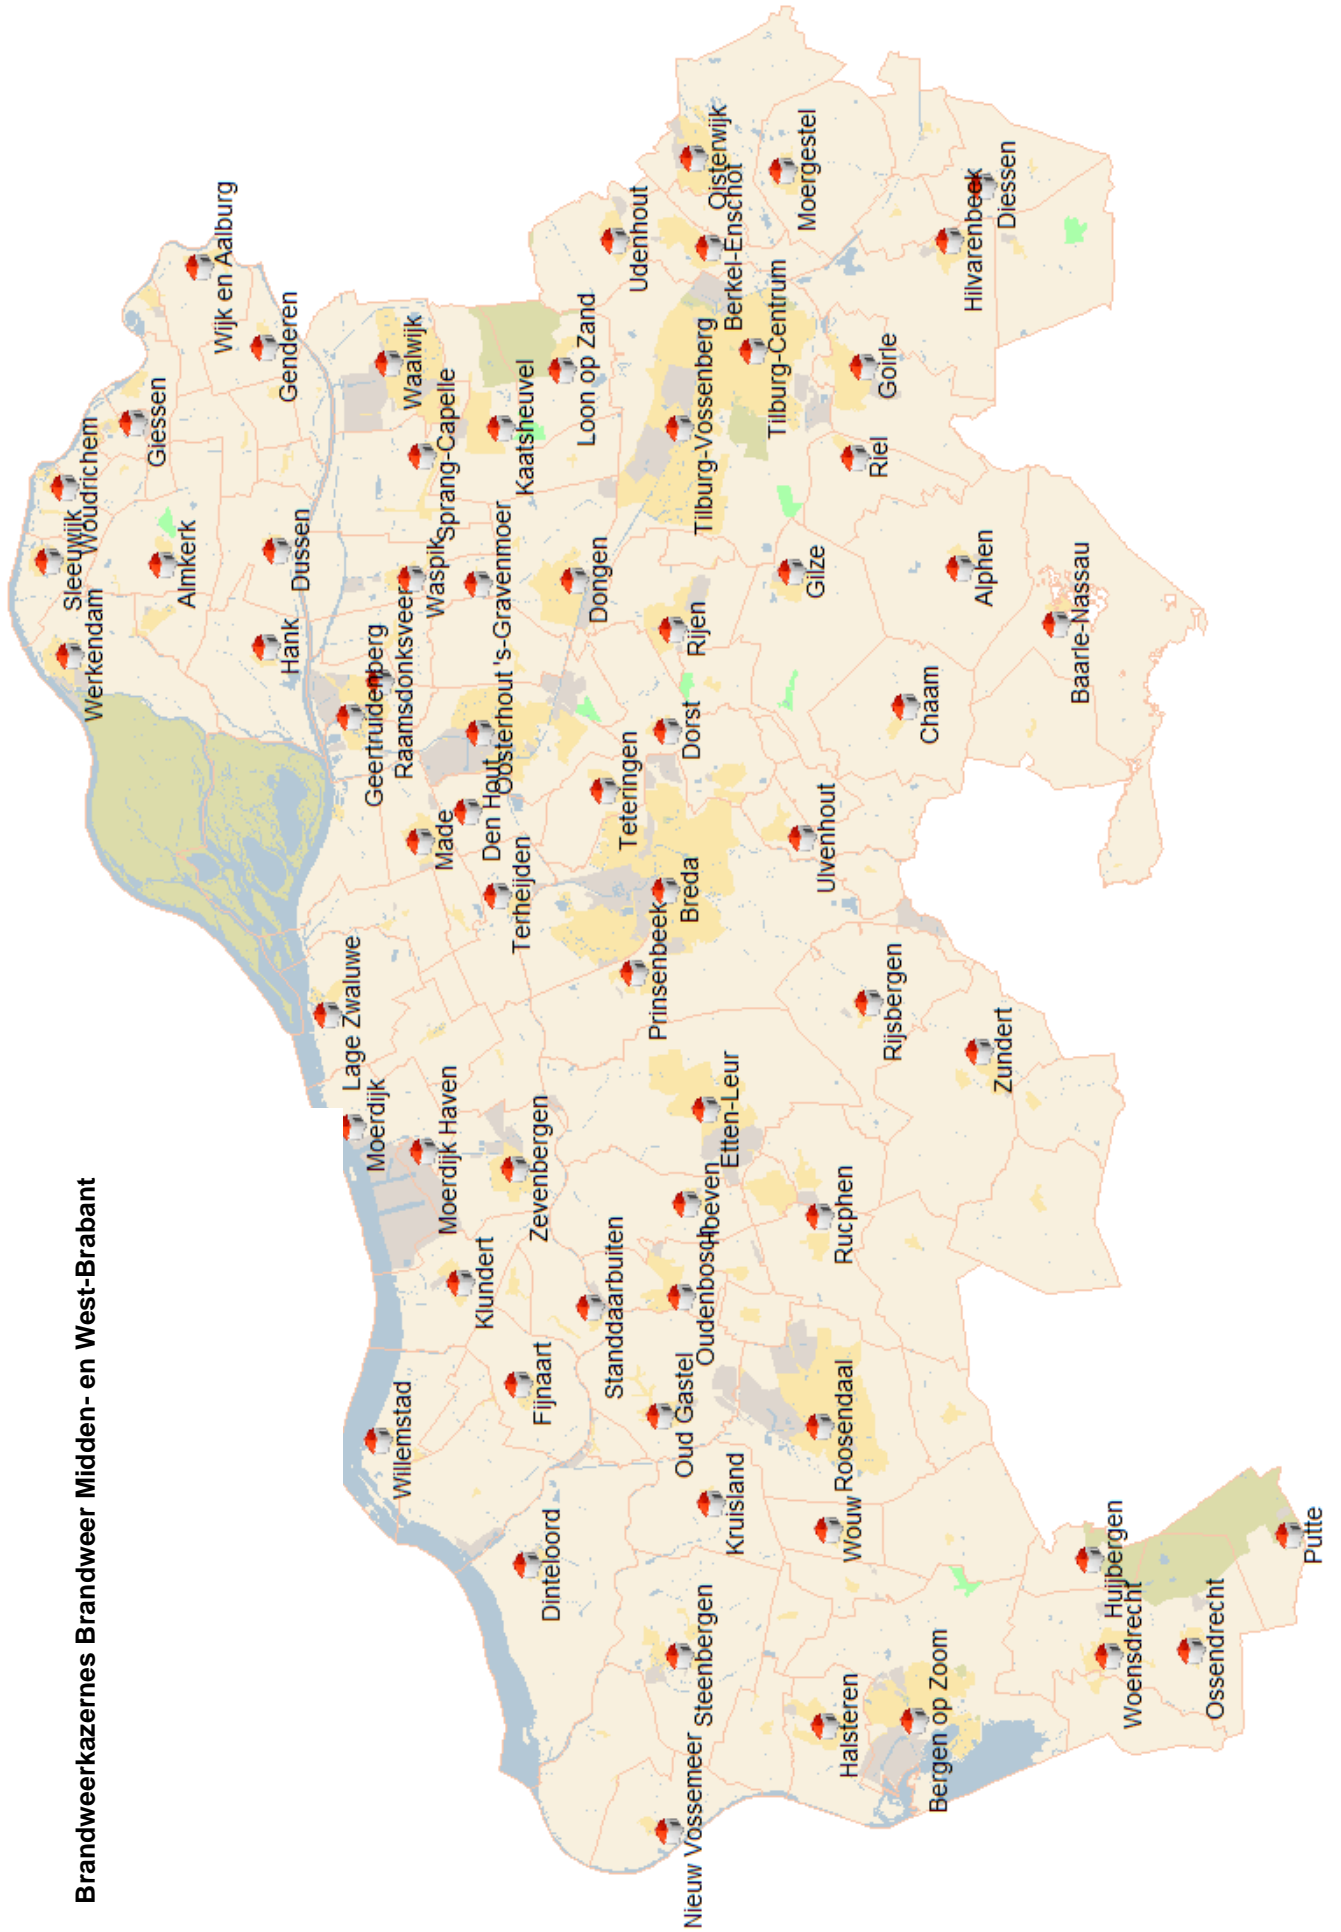 Brandweerkazernes Brandweer Midden- en West-Brabant
Sleeuwijk
Woudrichem
Werkendam
Giessen
Almerk
Wijk en Aalburg
Genderen
Dussen
Hank
Waalwijk
Geertruidenberg
Raamsdonksveer
Waspik
Sprang-Capelle
Lage Zwaluwe
Moerdijk
Willemstad
Made
Moerdijk Haven
Klundert
Den Hout
Oosterhout
's-Gravenmoer
Kaatsheuvel
Terheijden
Zevenbergen
Fijnaart
Dinteloord
Loon op Zand
Dongen
Standdaarbuiten
Teteringen
Udenhout
Prinsenbeek
Oud Gastel
Dorst
Rijen
Breda
Nieuw Vossemeer
Steenbergen
Oudenbosch
Hoeven
Tilburg-Vossenberg
Oisterwijk
Berkel-Enschot
Etten-Leur
Kruisland
Tilburg-Centrum
Moergestel
Gilze
Ulvenhout
Rucphen
Roosendaal
Wouw
Halsteren
Riel
Goirle
Rijsbergen
Chaam
Bergen op Zoom
Hilvarenbeek
Diessen
Alphen
Zundert
Baarle-Nassau
Huijbergen
Woensdrecht
Ossendrecht
Putte